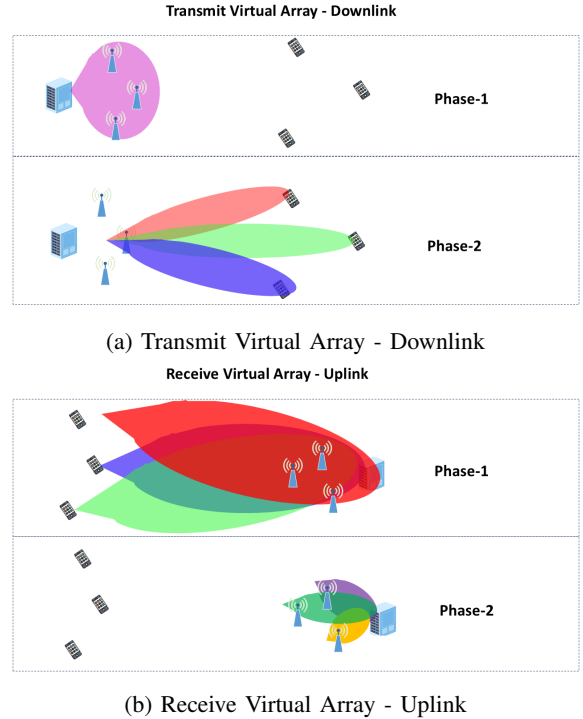 Transmit Virtual Array - Downlink
Phase-1
Phase-2
(a) Transmit Virtual Array - Downlink
Receive Virtual Array - Uplink
Phase-1
Phase-2
(b) Receive Virtual Array - Uplink